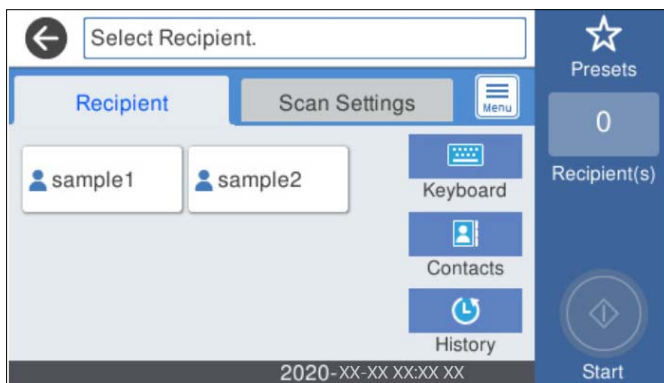 Select Recipient.
Presets
Recipient
Scan Settings
Menu
0
Recipient(s)
sample1
sample2
Keyboard
Contacts
History
Start
2020-XX-XX XX:XX XX